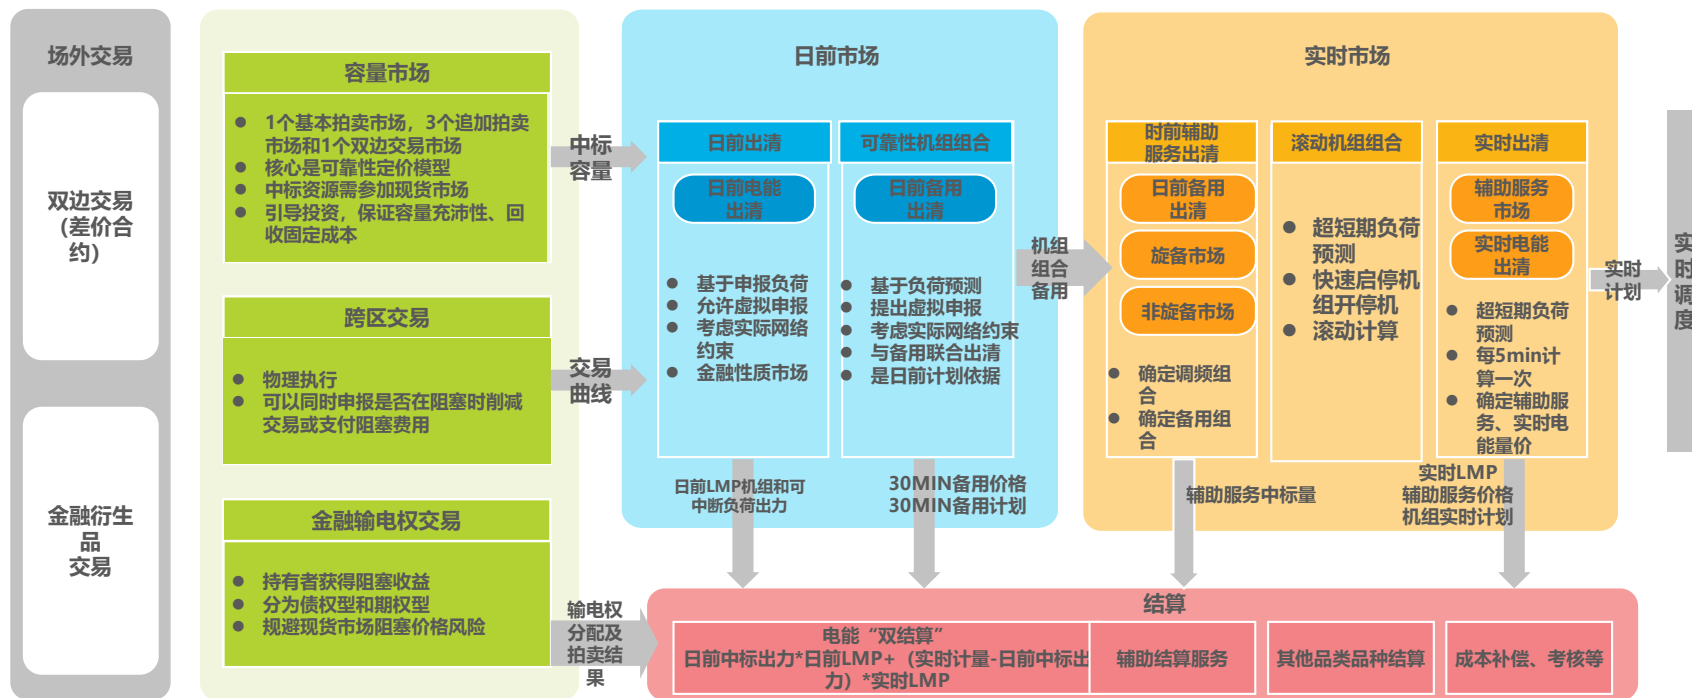 场外交易
双边交易
（差价合
约）
金融衍生
品
交易
容量市场
● 1个基本拍卖市场，3个追加拍卖
市场和1个双边交易市场
● 核心是可靠性定价模型
● 中标资源需参加现货市场
● 引导投资，保证容量充沛性、回
收固定成本
跨区交易
● 物理执行
● 可以同时申报是否在阻塞时削减
交易或支付阻塞费用
金融输电权交易
● 持有者获得阻塞收益
● 分为债权型和期权型
● 规避现货市场阻塞价格风险
中标
容量
交易
曲线
输电权
分配及
拍卖结
果
日前市场
日前出清
日前电能
出清
● 基于申报负荷
● 允许虚拟申报
● 考虑实际网络
约束
● 金融性质市场
可靠性机组组合
日前备用
出清
● 基于负荷预测
● 提出虚拟申报
● 考虑实际网络约束
● 与备用联合出清
● 是日前计划依据
日前LMP机组和可
中断负荷出力
30MIN备用价格
30MIN备用计划
机组
组合
备用
实时市场
时前辅助
服务出清
日前备用
出清
旋备市场
非旋备市场
● 确定调频组
合
● 确定备用组
合
滚动机组组合
● 超短期负荷
预测
● 快速启停机
组开停机
● 滚动计算
实时出清
辅助服务
市场
实时电能
出清
● 超短期负荷
预测
● 每5min计
算一次
● 确定辅助服
务、实时电
能量价
辅助服务中标量
实时LMP
辅助服务价格
机组实时计划
实时
计划
实
时
调
度
结算
电能“双结算”
日前中标出力*日前LMP+（实时计量-日前中标出
力）*实时LMP
辅助结算服务
其他品类品种结算
成本补偿、考核等